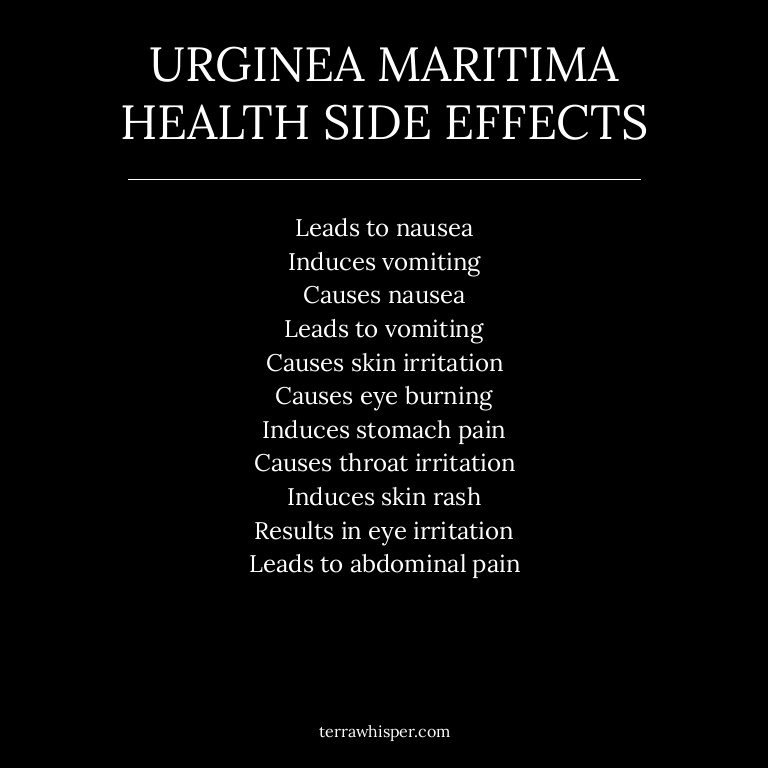 URGINEA MARITIMA
HEALTH SIDE EFFECTS
Leads to nausea
Induces vomiting
Causes nausea
Leads to vomiting
Causes skin irritation
Causes eye burning
Induces stomach pain
Causes throat irritation
Induces skin rash
Results in eye irritation
Leads to abdominal pain
terrawhisper.com